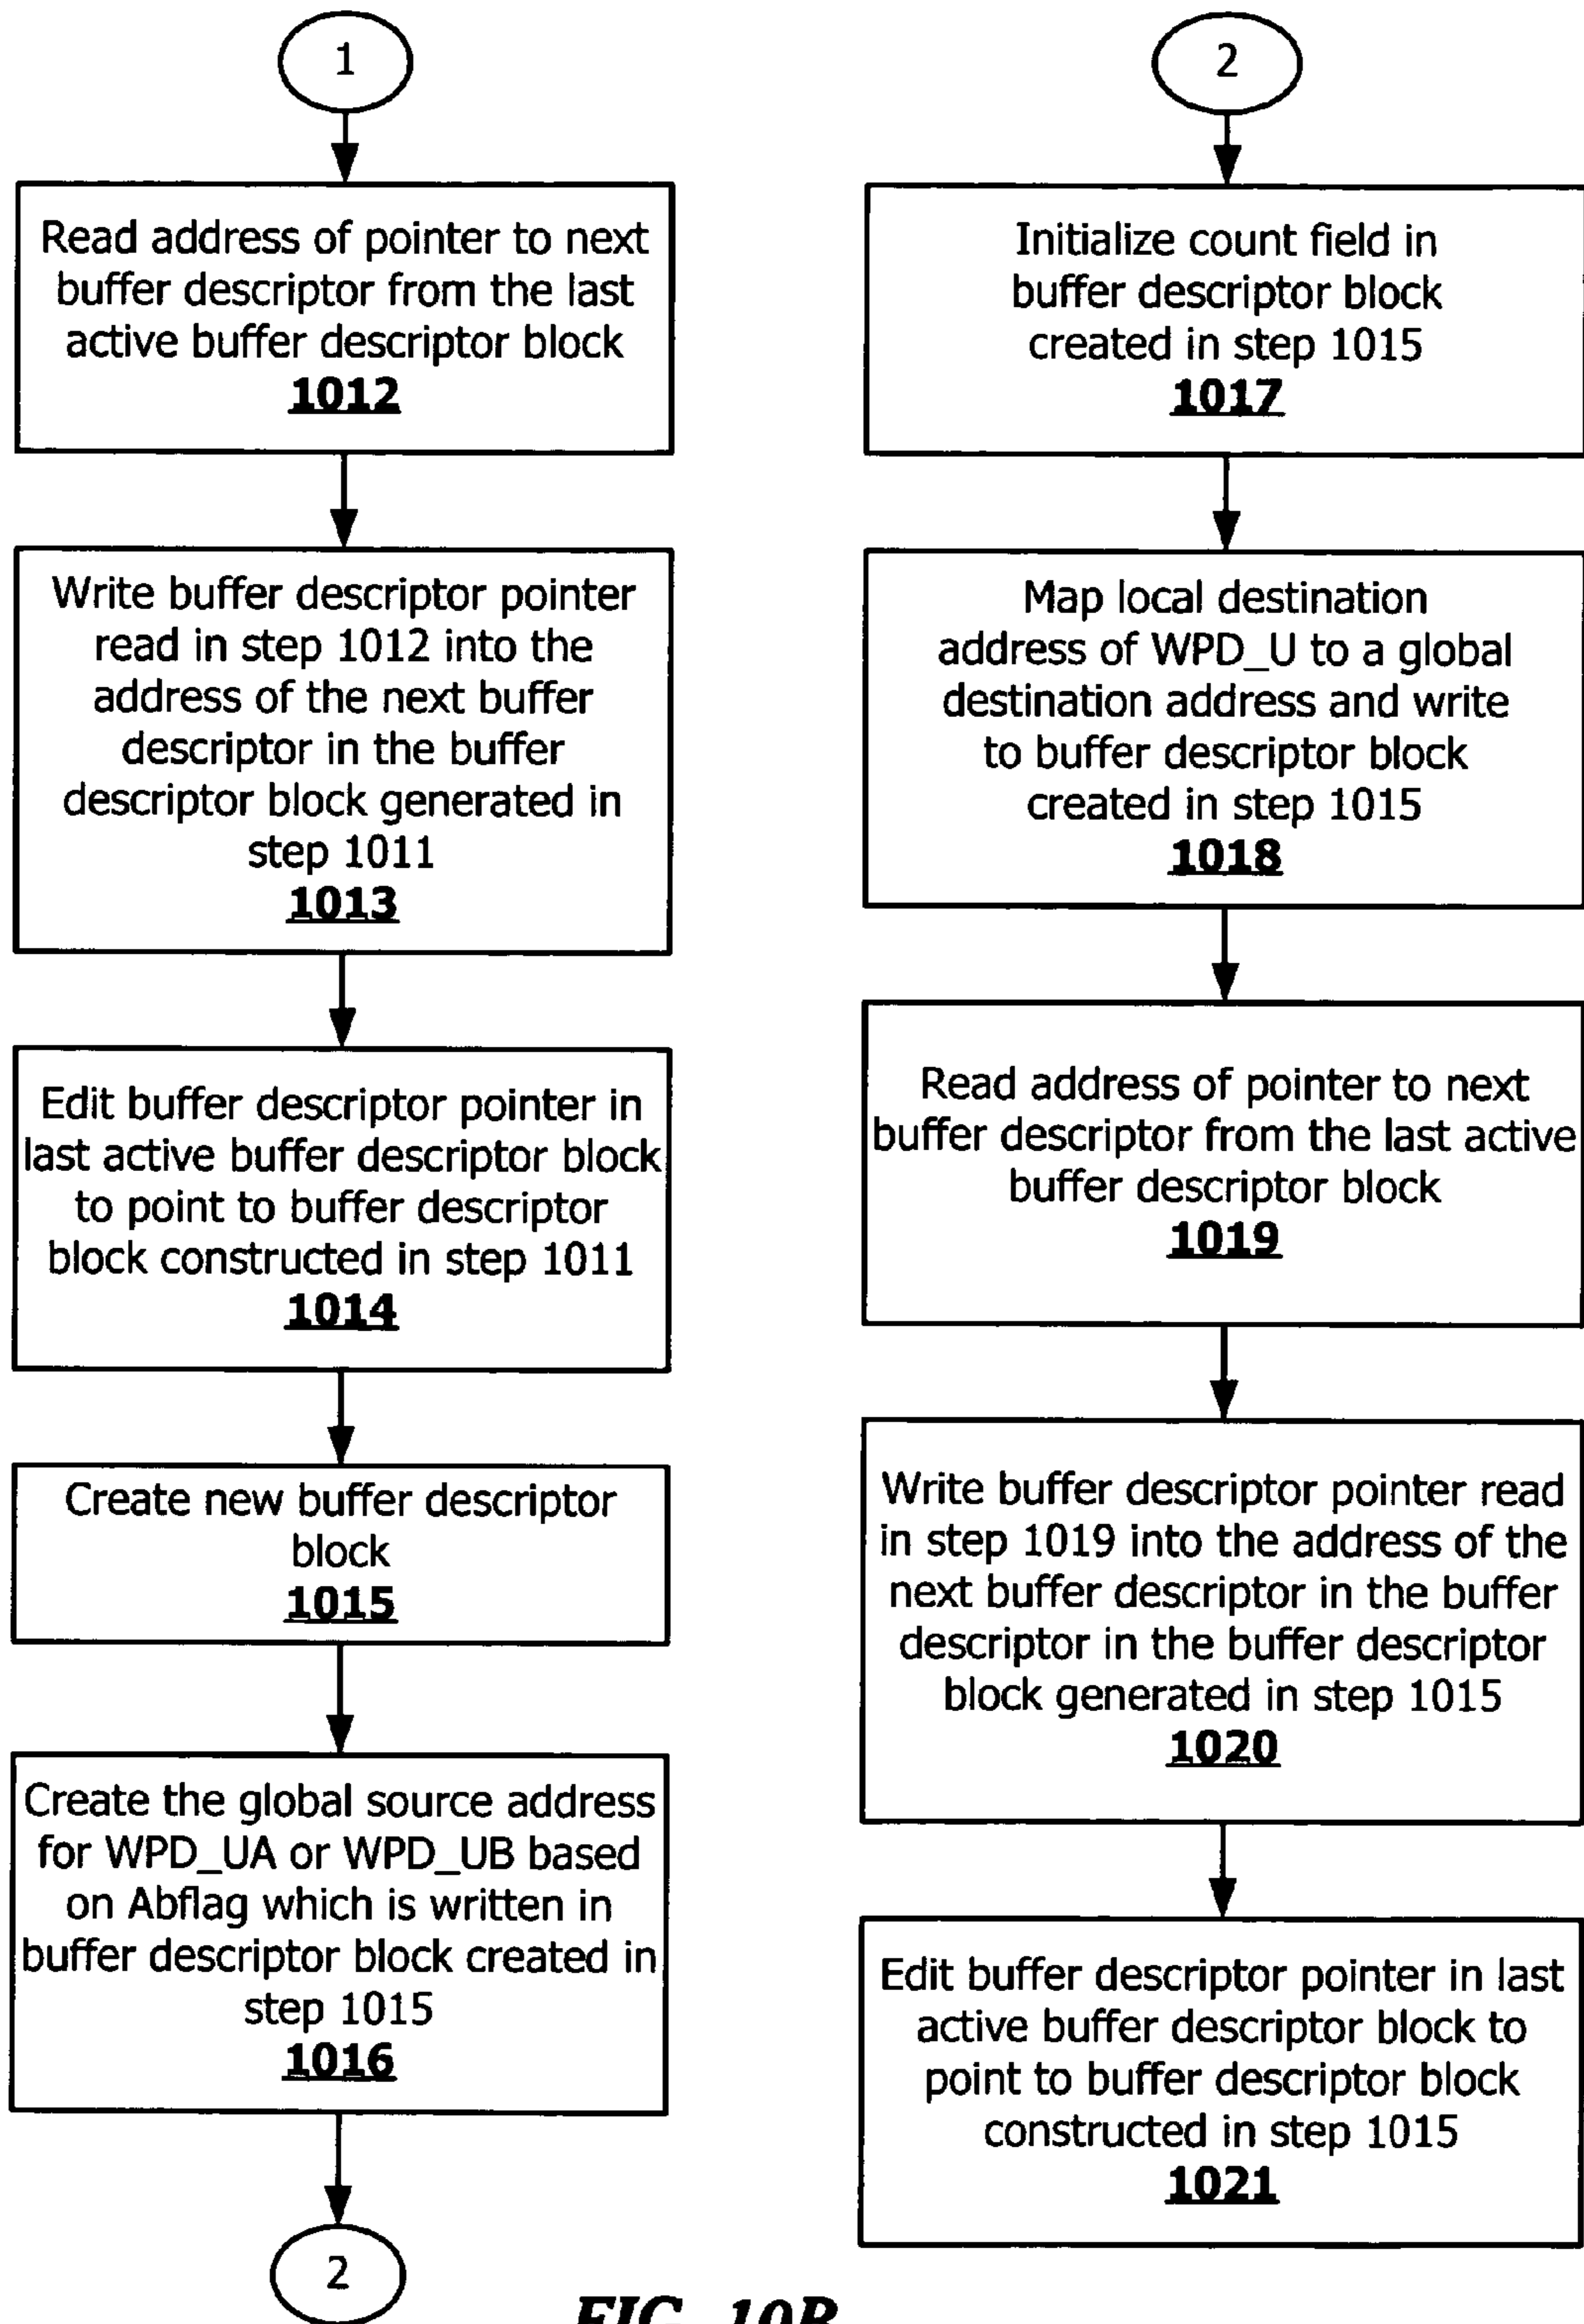 1
Read address of pointer to next
buffer descriptor from the last
active buffer descriptor block
1012
Write buffer descriptor pointer
read in step 1012 into the
address of the next buffer
descriptor in the buffer
descriptor block generated in
step 1011
1013
Edit buffer descriptor pointer in
last active buffer descriptor block
to point to buffer descriptor
block constructed in step 1011
1014
Create new buffer descriptor
block
1015
Create the global source address
for WPD_UA or WPD_UB based
on Abflag which is written in
buffer descriptor block created in
step 1015
1016
2
2
Initialize count field in
buffer descriptor block
created in step 1015
1017
Map local destination
address of WPD_U to a global
destination address and write
to buffer descriptor block
created in step 1015
1018
Read address of pointer to next
buffer descriptor from the last active
buffer descriptor block
1019
Write buffer descriptor pointer read
in step 1019 into the address of the
next buffer descriptor in the buffer
descriptor in the buffer descriptor
block generated in step 1015
1020
Edit buffer descriptor pointer in last
active buffer descriptor block to
point to buffer descriptor block
constructed in step 1015
1021
FIG. 10B